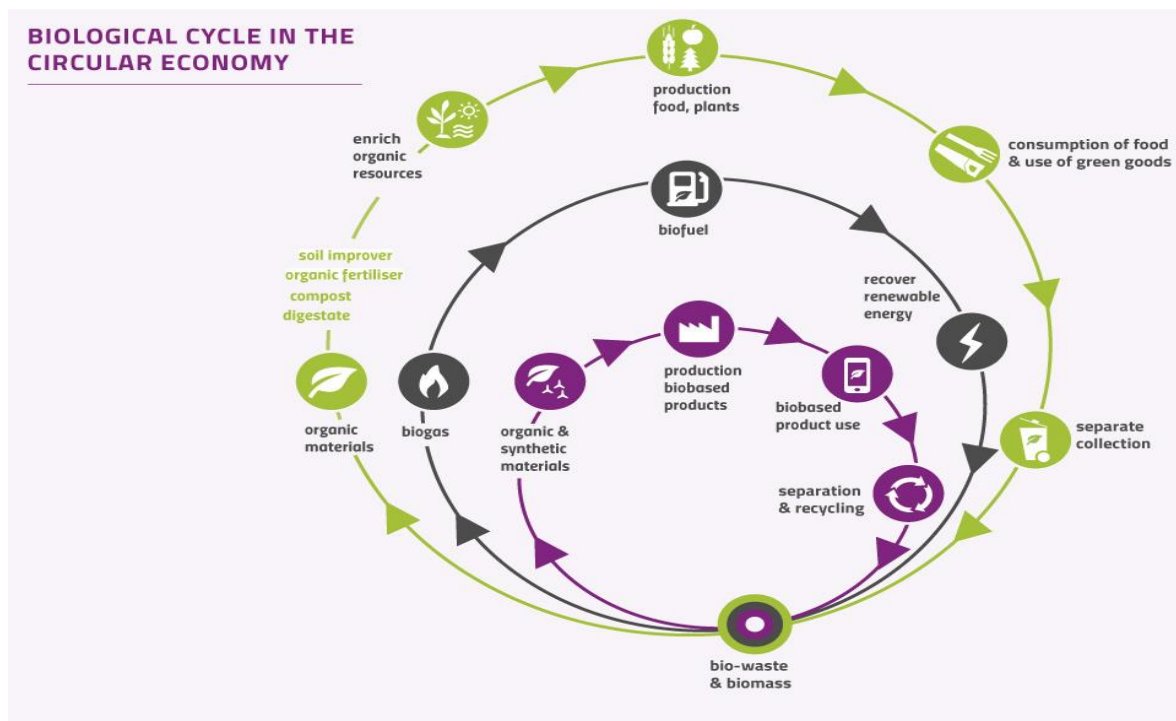 BIOLOGICAL CYCLE IN THE
CIRCULAR ECONOMY
production
food, plants
enrich
organic
resources
consumption of food
& use of green goods
biofuel
soil improver
organic fertiliser
compost
digestate
recover
renewable
energy
production
biobased
products
biobased
product use
organic
materials
biogas
organic &
synthetic
materials
separate
collection
separation
& recycling
bio-waste
& biomass